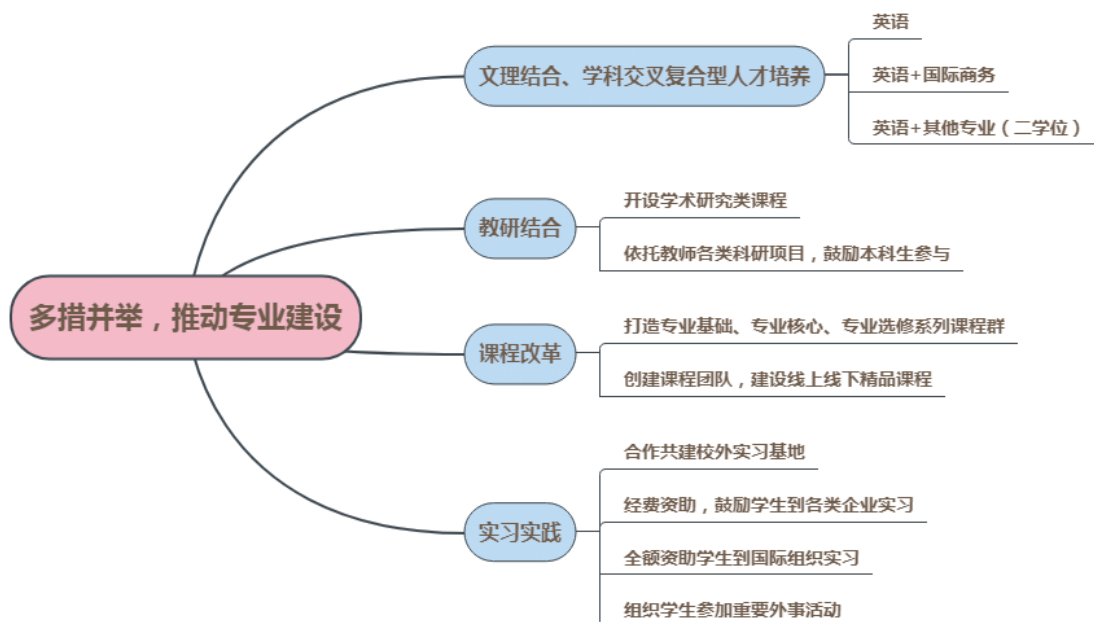 多措并举，推动专业建设
文理结合、学科交叉复合型人才培养
英语
英语+国际商务
英语+其他专业（二学位）
教研结合
开设学术研究类课程
依托教师各类科研项目，鼓励本科生参与
课程改革
打造专业基础、专业核心、专业选修系列课程群
创建课程团队，建设线上线下精品课程
实习实践
合作共建校外实习基地
经费资助，鼓励学生到各类企业实习
全额资助学生到国际组织实习
组织学生参加重要外事活动